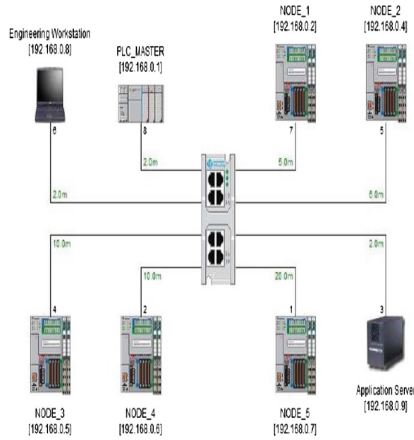 NODE_1
[192.168.0.2]
NODE_2
[192.168.0.4]
Engineering Workstation
[192.168.0.8]
PLC_MASTER
[192.168.0.1]
6
8
7
5
2.0m
5.0m
2.0m
6.0m
10.0m
2.0m
10.0m
20.0m
4
2
1
3
NODE_3
[192.168.0.5]
NODE_4
[192.168.0.6]
NODE_5
[192.168.0.7]
Application Server
[192.168.0.9]